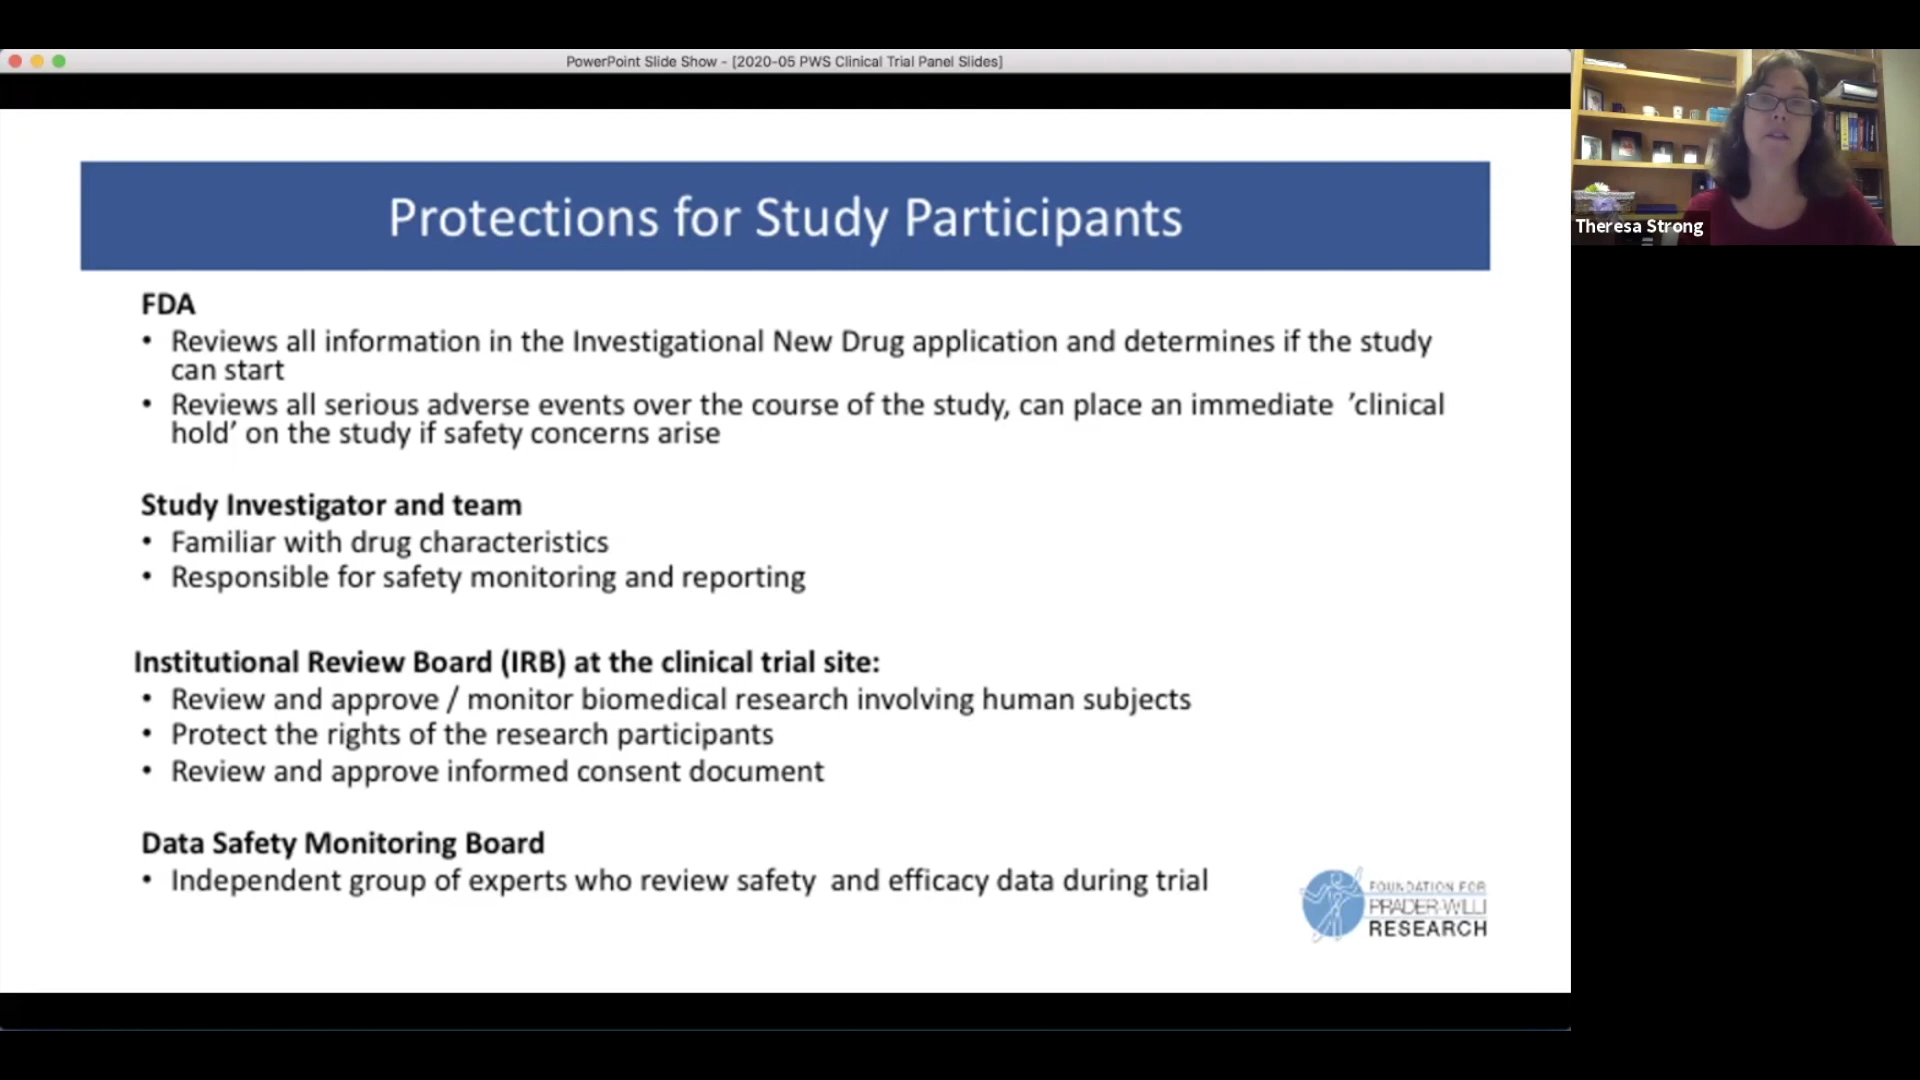 PowerPoint Slide Show - [2020-05 PWS Clinical Trial Panel Slides]
Theresa Strong
Protections for Study Participants
FDA
• Reviews all information in the Investigational New Drug application and determines if the study
can start
• Reviews all serious adverse events over the course of the study, can place an immediate ’clinical
hold’ on the study if safety concerns arise
Study Investigator and team
• Familiar with drug characteristics
• Responsible for safety monitoring and reporting
Institutional Review Board (IRB) at the clinical trial site:
• Review and approve / monitor biomedical research involving human subjects
• Protect the rights of the research participants
• Review and approve informed consent document
Data Safety Monitoring Board
• Independent group of experts who review safety and efficacy data during trial
FOUNDATION FOR
PRADER-WILLI
RESEARCH